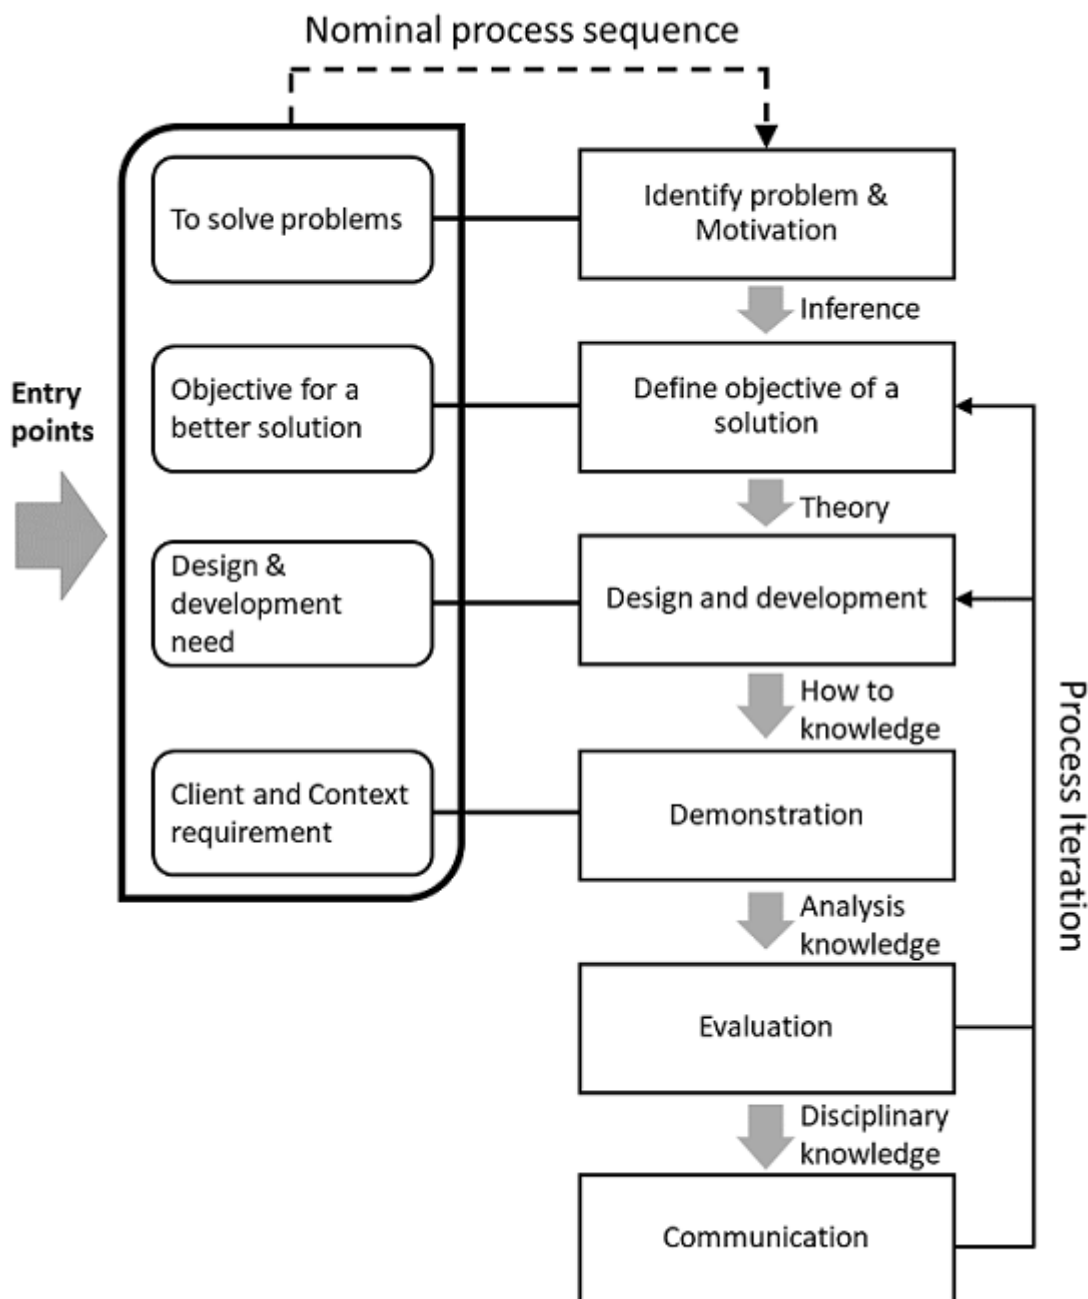 Nominal process sequence
To solve problems
Identify problem &
Motivation
Inference
Entry
points
Objective for a
better solution
Define objective of a
solution
Theory
Design &
development
need
Design and development
How to
knowledge
Client and Context
requirement
Demonstration
Analysis
knowledge
Evaluation
Disciplinary
knowledge
Communication
Process Iteration